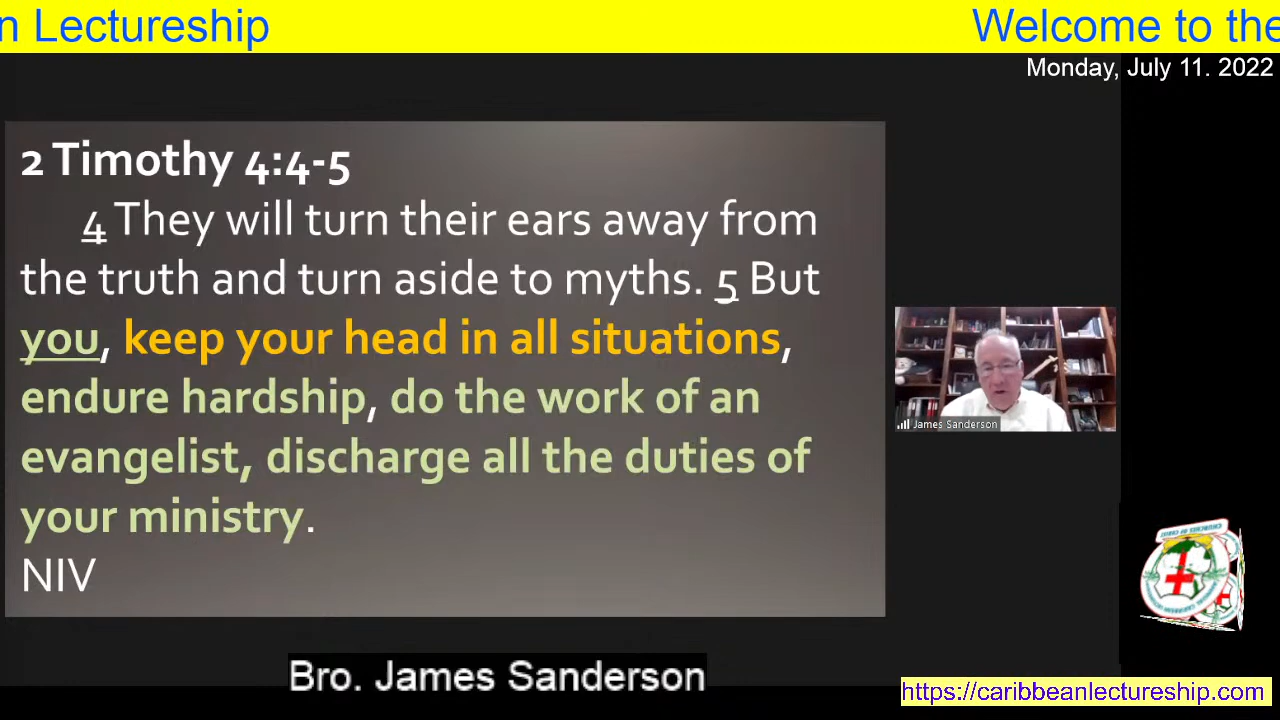 n Lectureship
Welcome to the
Monday, July 11. 2022
2 Timothy 4:4-5
4 They will turn their ears away from
the truth and turn aside to myths. 5 But
you, keep your head in all situations,
endure hardship, do the work of an
evangelist, discharge all the duties of
your ministry.
NIV
James Sanderson
CHURCHES OF CHRIST
Bro. James Sanderson
https://caribbeanlectureship.com